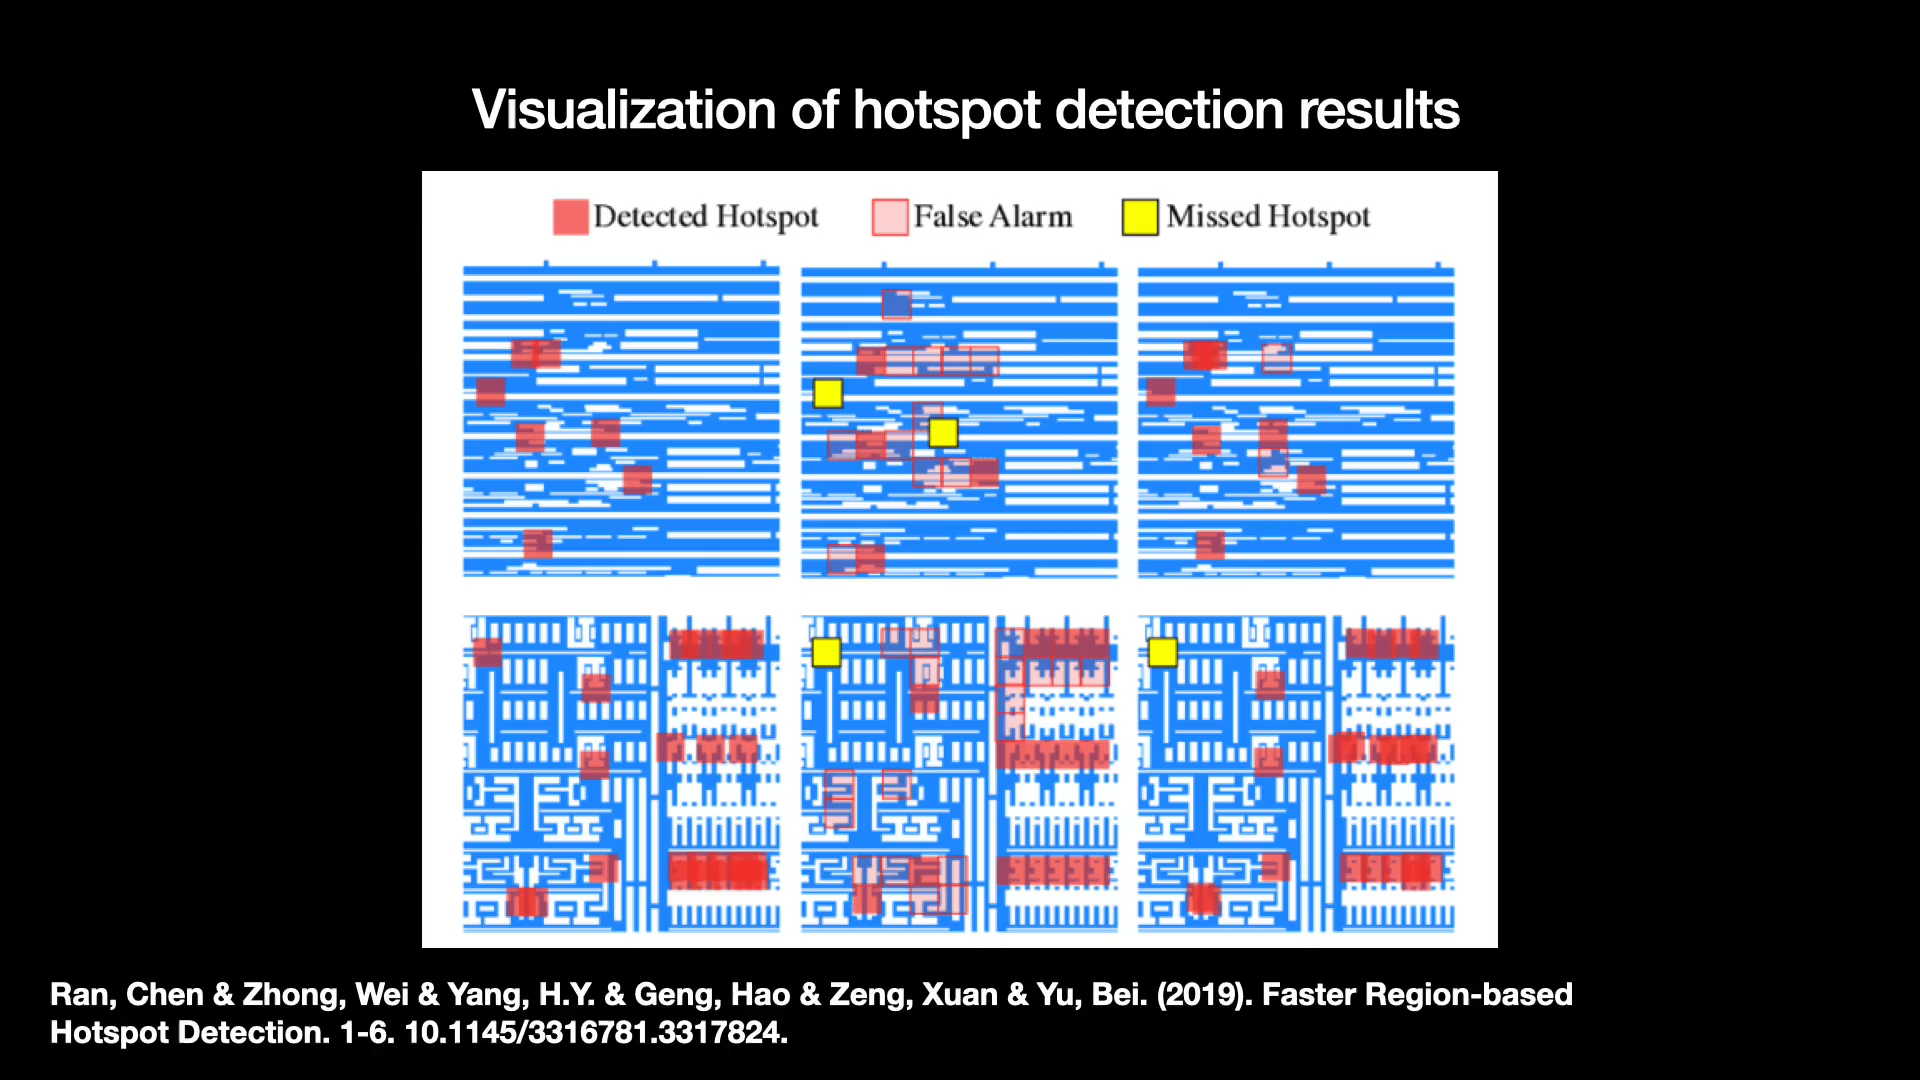 Visualization of hotspot detection results
Detected Hotspot False Alarm Missed Hotspot
Ran, Chen & Zhong, Wei & Yang, H.Y. & Geng, Hao & Zeng, Xuan & Yu, Bei. (2019). Faster Region-based
Hotspot Detection. 1-6. 10.1145/3316781.3317824.